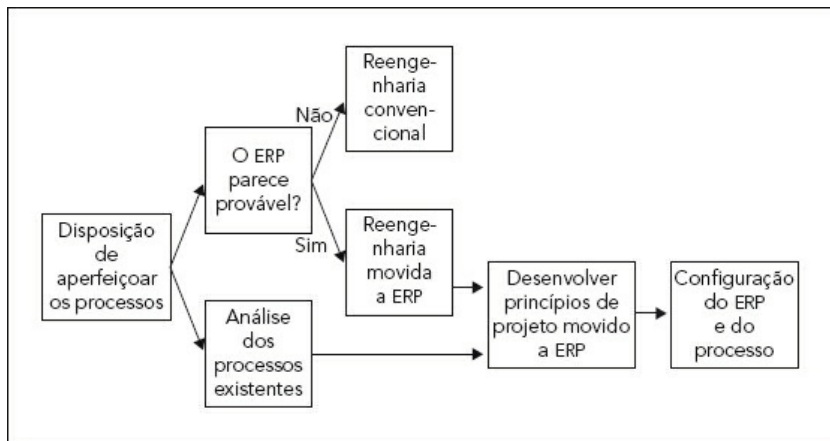 Reenge-
nharia
conven-
cional
Não
O ERP
parece
provável?
Sim
Disposição
de
aperfeiçoar
os processos
Reenge-
nharia
movida
a ERP
Análise
dos
processos
existentes
Desenvolver
princípios de
projeto movido
a ERP
Configuração
do ERP
e do
processo